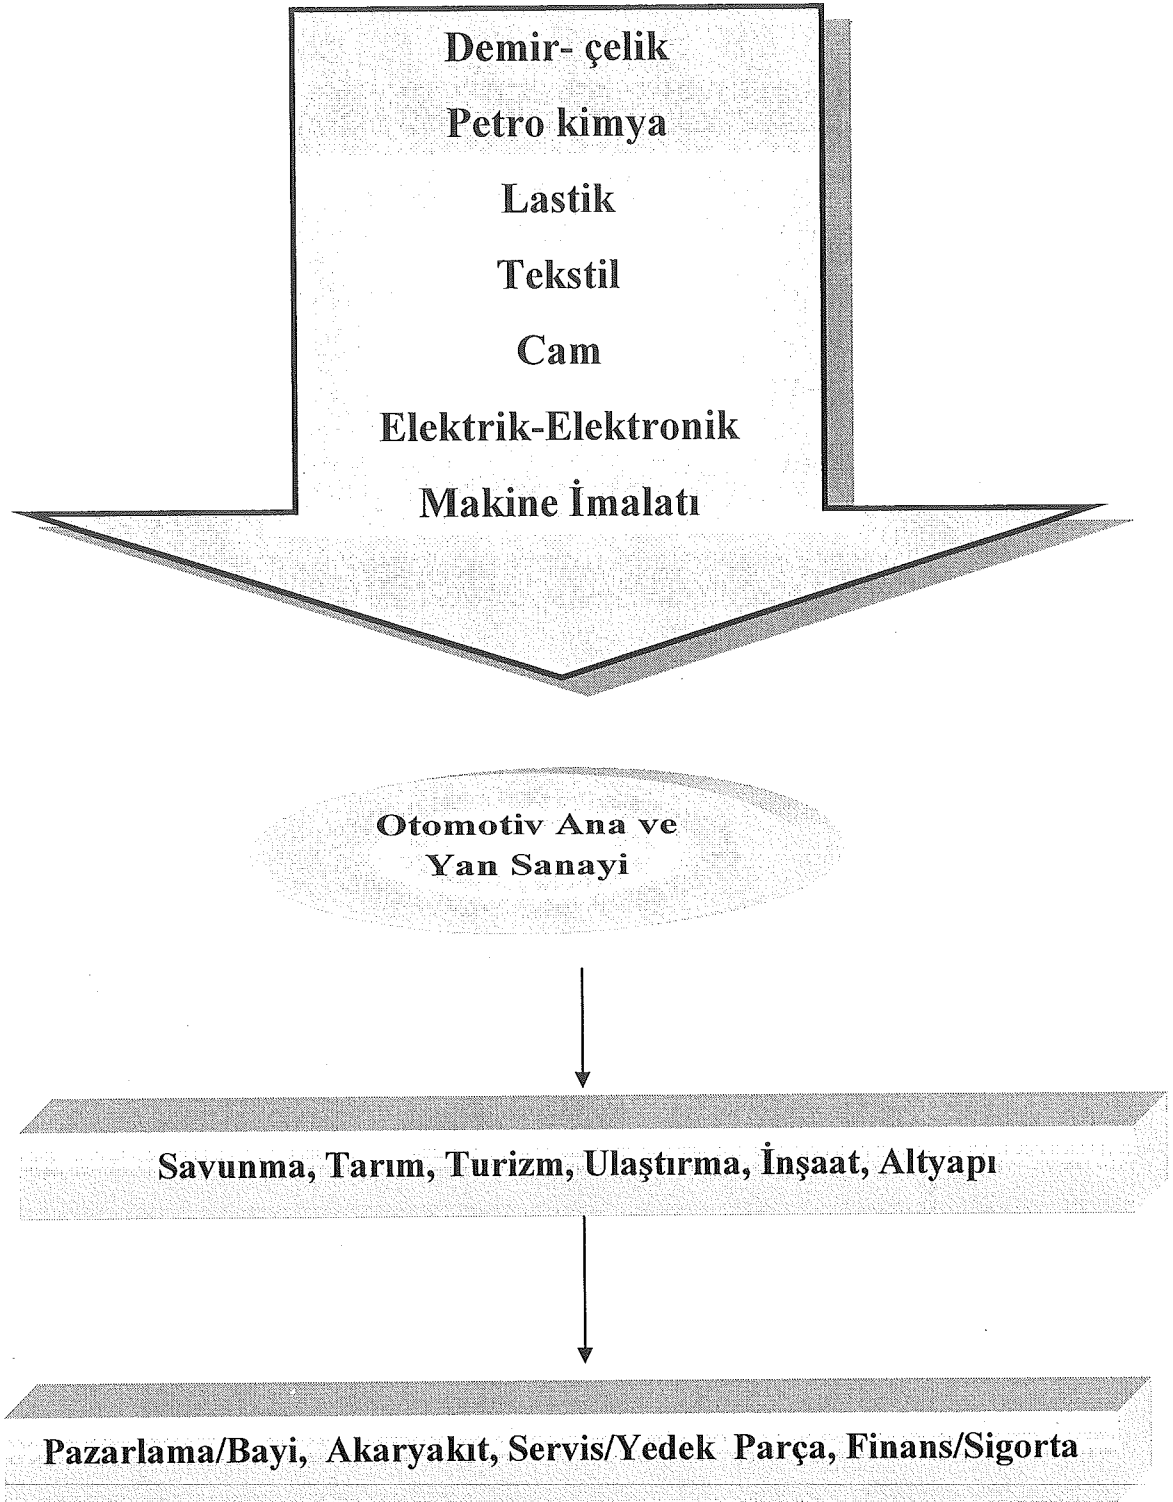 Demir- çelik
Petro kimya
Lastik
Tekstil
Cam
Elektrik-Elektronik
Makine İmalatı
Otomotiv Ana ve
Yan Sanayi
Savunma, Tarım, Turizm, Ulaştırma, İnşaat, Altyapı
Pazarlama/Bayi, Akaryakıt, Servis/Yedek Parça, Finans/Sigorta